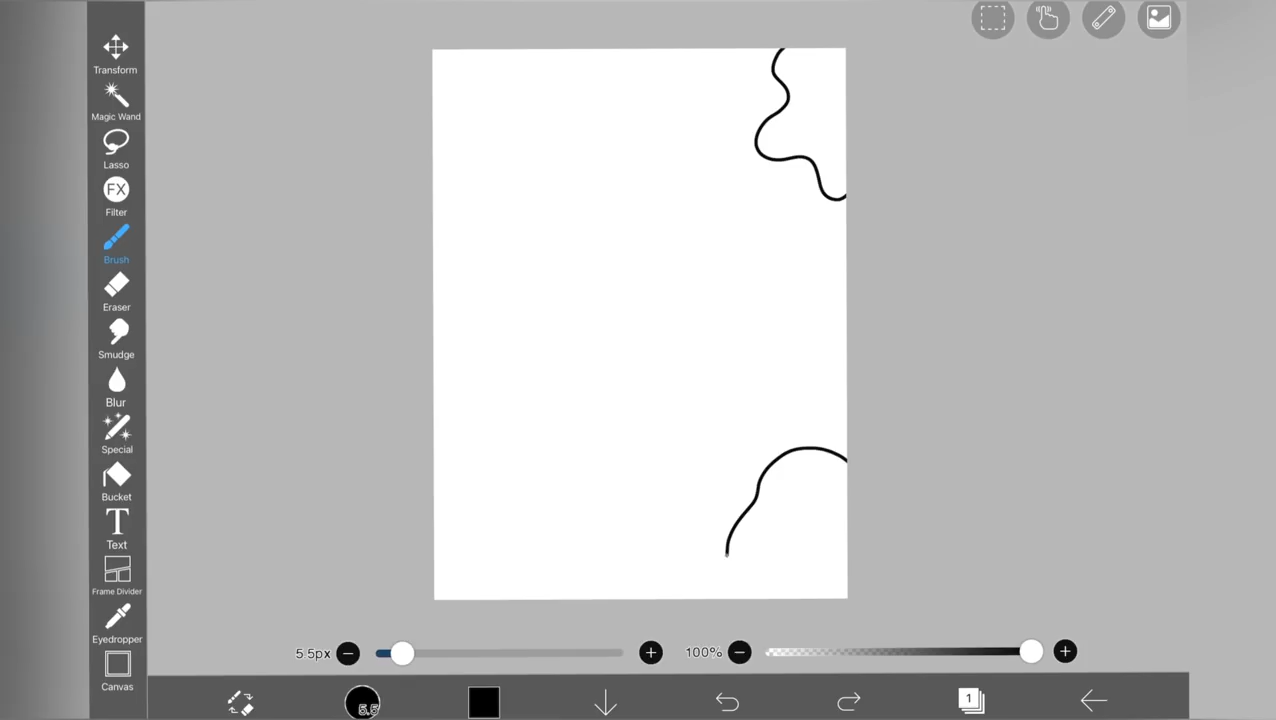 Transform
Magic Wand
Lasso
FX
Filter
Brush
Eraser
Smudge
Blur
Special
Bucket
T
Text
Frame Divider
Eyedropper
Canvas
5.5px
100%
5.5
1